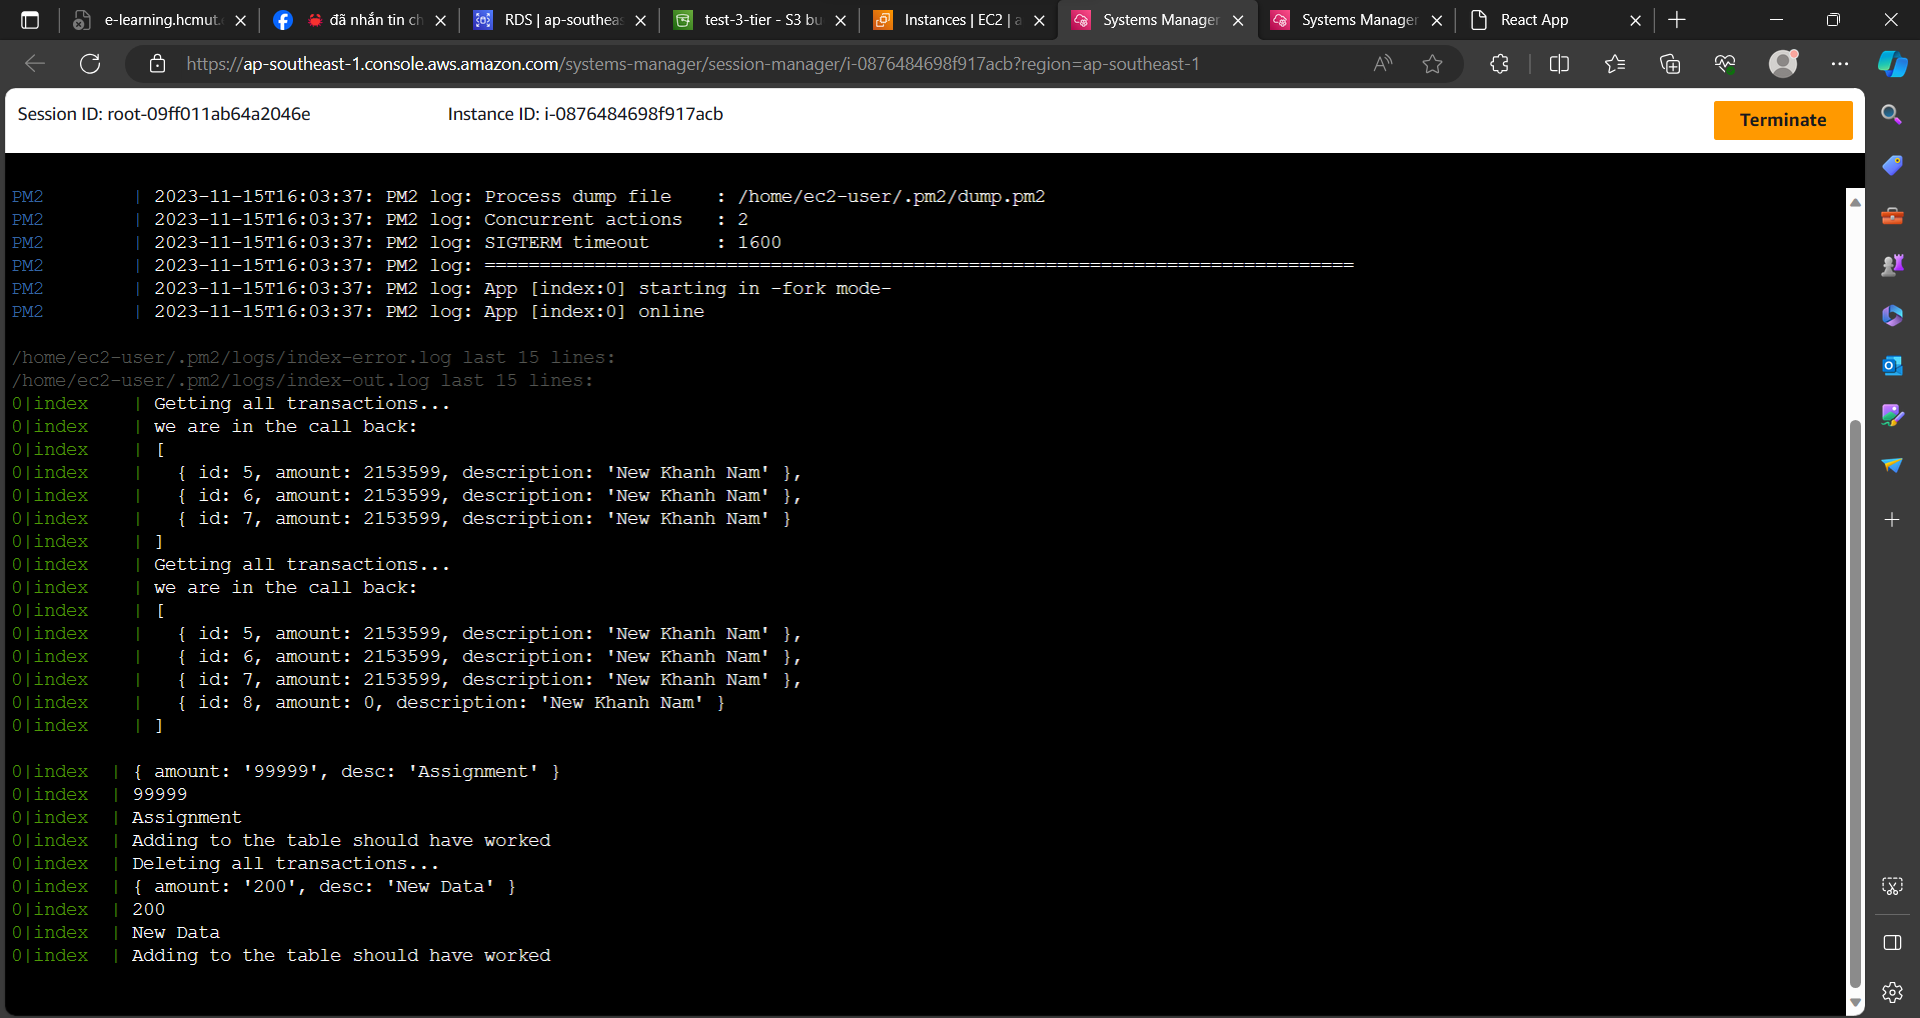 e-learning.hcmut.
đã nhắn tin ch
RDS | ap-southeas
test-3-tier - S3 bu
Instances | EC2 | a
Systems Manager
Systems Manager
React App
https://ap-southeast-1.console.aws.amazon.com/systems-manager/session-manager/i-0876484698f917acb?region=ap-southeast-1
Session ID: root-09ff011ab64a2046e
Instance ID: i-0876484698f917acb
Terminate
PM2 | 2023-11-15T16:03:37: PM2 log: Process dump file : /home/ec2-user/.pm2/dump.pm2
PM2 | 2023-11-15T16:03:37: PM2 log: Concurrent actions : 2
PM2 | 2023-11-15T16:03:37: PM2 log: SIGTERM timeout : 1600
PM2 | 2023-11-15T16:03:37: PM2 log: ===============================================================================
PM2 | 2023-11-15T16:03:37: PM2 log: App [index:0] starting in -fork mode-
PM2 | 2023-11-15T16:03:37: PM2 log: App [index:0] online
/home/ec2-user/.pm2/logs/index-error.log last 15 lines:
/home/ec2-user/.pm2/logs/index-out.log last 15 lines:
0|index | Getting all transactions...
0|index | we are in the call back:
0|index | [
0|index | { id: 5, amount: 2153599, description: 'New Khanh Nam' },
0|index | { id: 6, amount: 2153599, description: 'New Khanh Nam' },
0|index | { id: 7, amount: 2153599, description: 'New Khanh Nam' }
0|index | ]
0|index | Getting all transactions...
0|index | we are in the call back:
0|index | [
0|index | { id: 5, amount: 2153599, description: 'New Khanh Nam' },
0|index | { id: 6, amount: 2153599, description: 'New Khanh Nam' },
0|index | { id: 7, amount: 2153599, description: 'New Khanh Nam' },
0|index | { id: 8, amount: 0, description: 'New Khanh Nam' }
0|index | ]
0|index | { amount: '99999', desc: 'Assignment' }
0|index | 99999
0|index | Assignment
0|index | Adding to the table should have worked
0|index | Deleting all transactions...
0|index | { amount: '200', desc: 'New Data' }
0|index | 200
0|index | New Data
0|index | Adding to the table should have worked